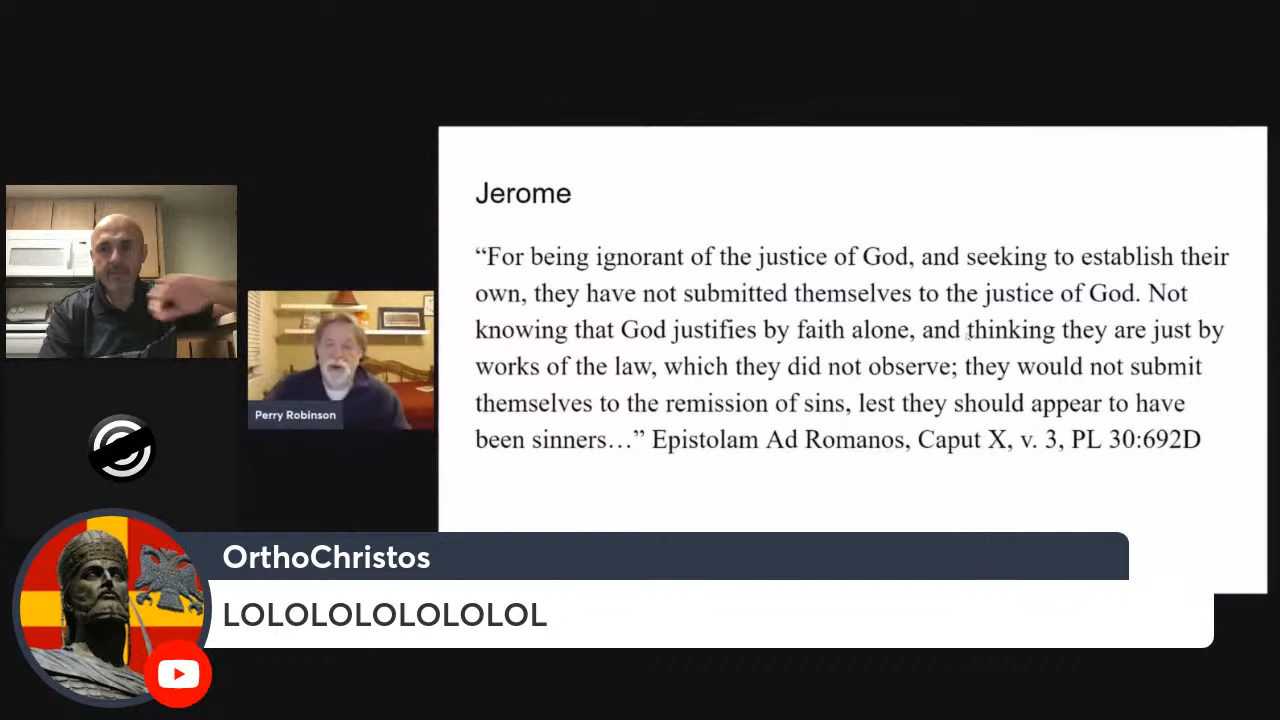 Jerome
“For being ignorant of the justice of God, and seeking to establish their
own, they have not submitted themselves to the justice of God. Not
knowing that God justifies by faith alone, and thinking they are just by
works of the law, which they did not observe; they would not submit
themselves to the remission of sins, lest they should appear to have
been sinners…” Epistolam Ad Romanos, Caput X, v. 3, PL 30:692D
Perry Robinson
OrthoChristos
LOLOLOLOLOLOLOL